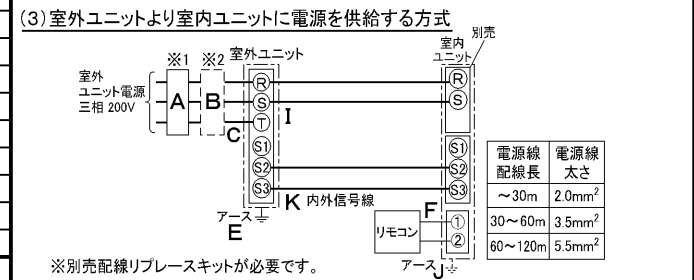 (3)室外ユニットより室内ユニットに電源を供給する方式
※1 ※2 室外ユニット
室内
ユニット
別売
室外
ユニット電源
三相 200V
A
B
C
R
S
T
S1
S2
S3
I
R
S
S1
S2
S3
K 内外信号線
アース
E
リモコン
F
①
②
アース J
電源線
配線長
電源線
太さ
~30m 2.0mm²
30~60m 3.5mm²
60~120m 5.5mm²
※別売配線リプレースキットが必要です。